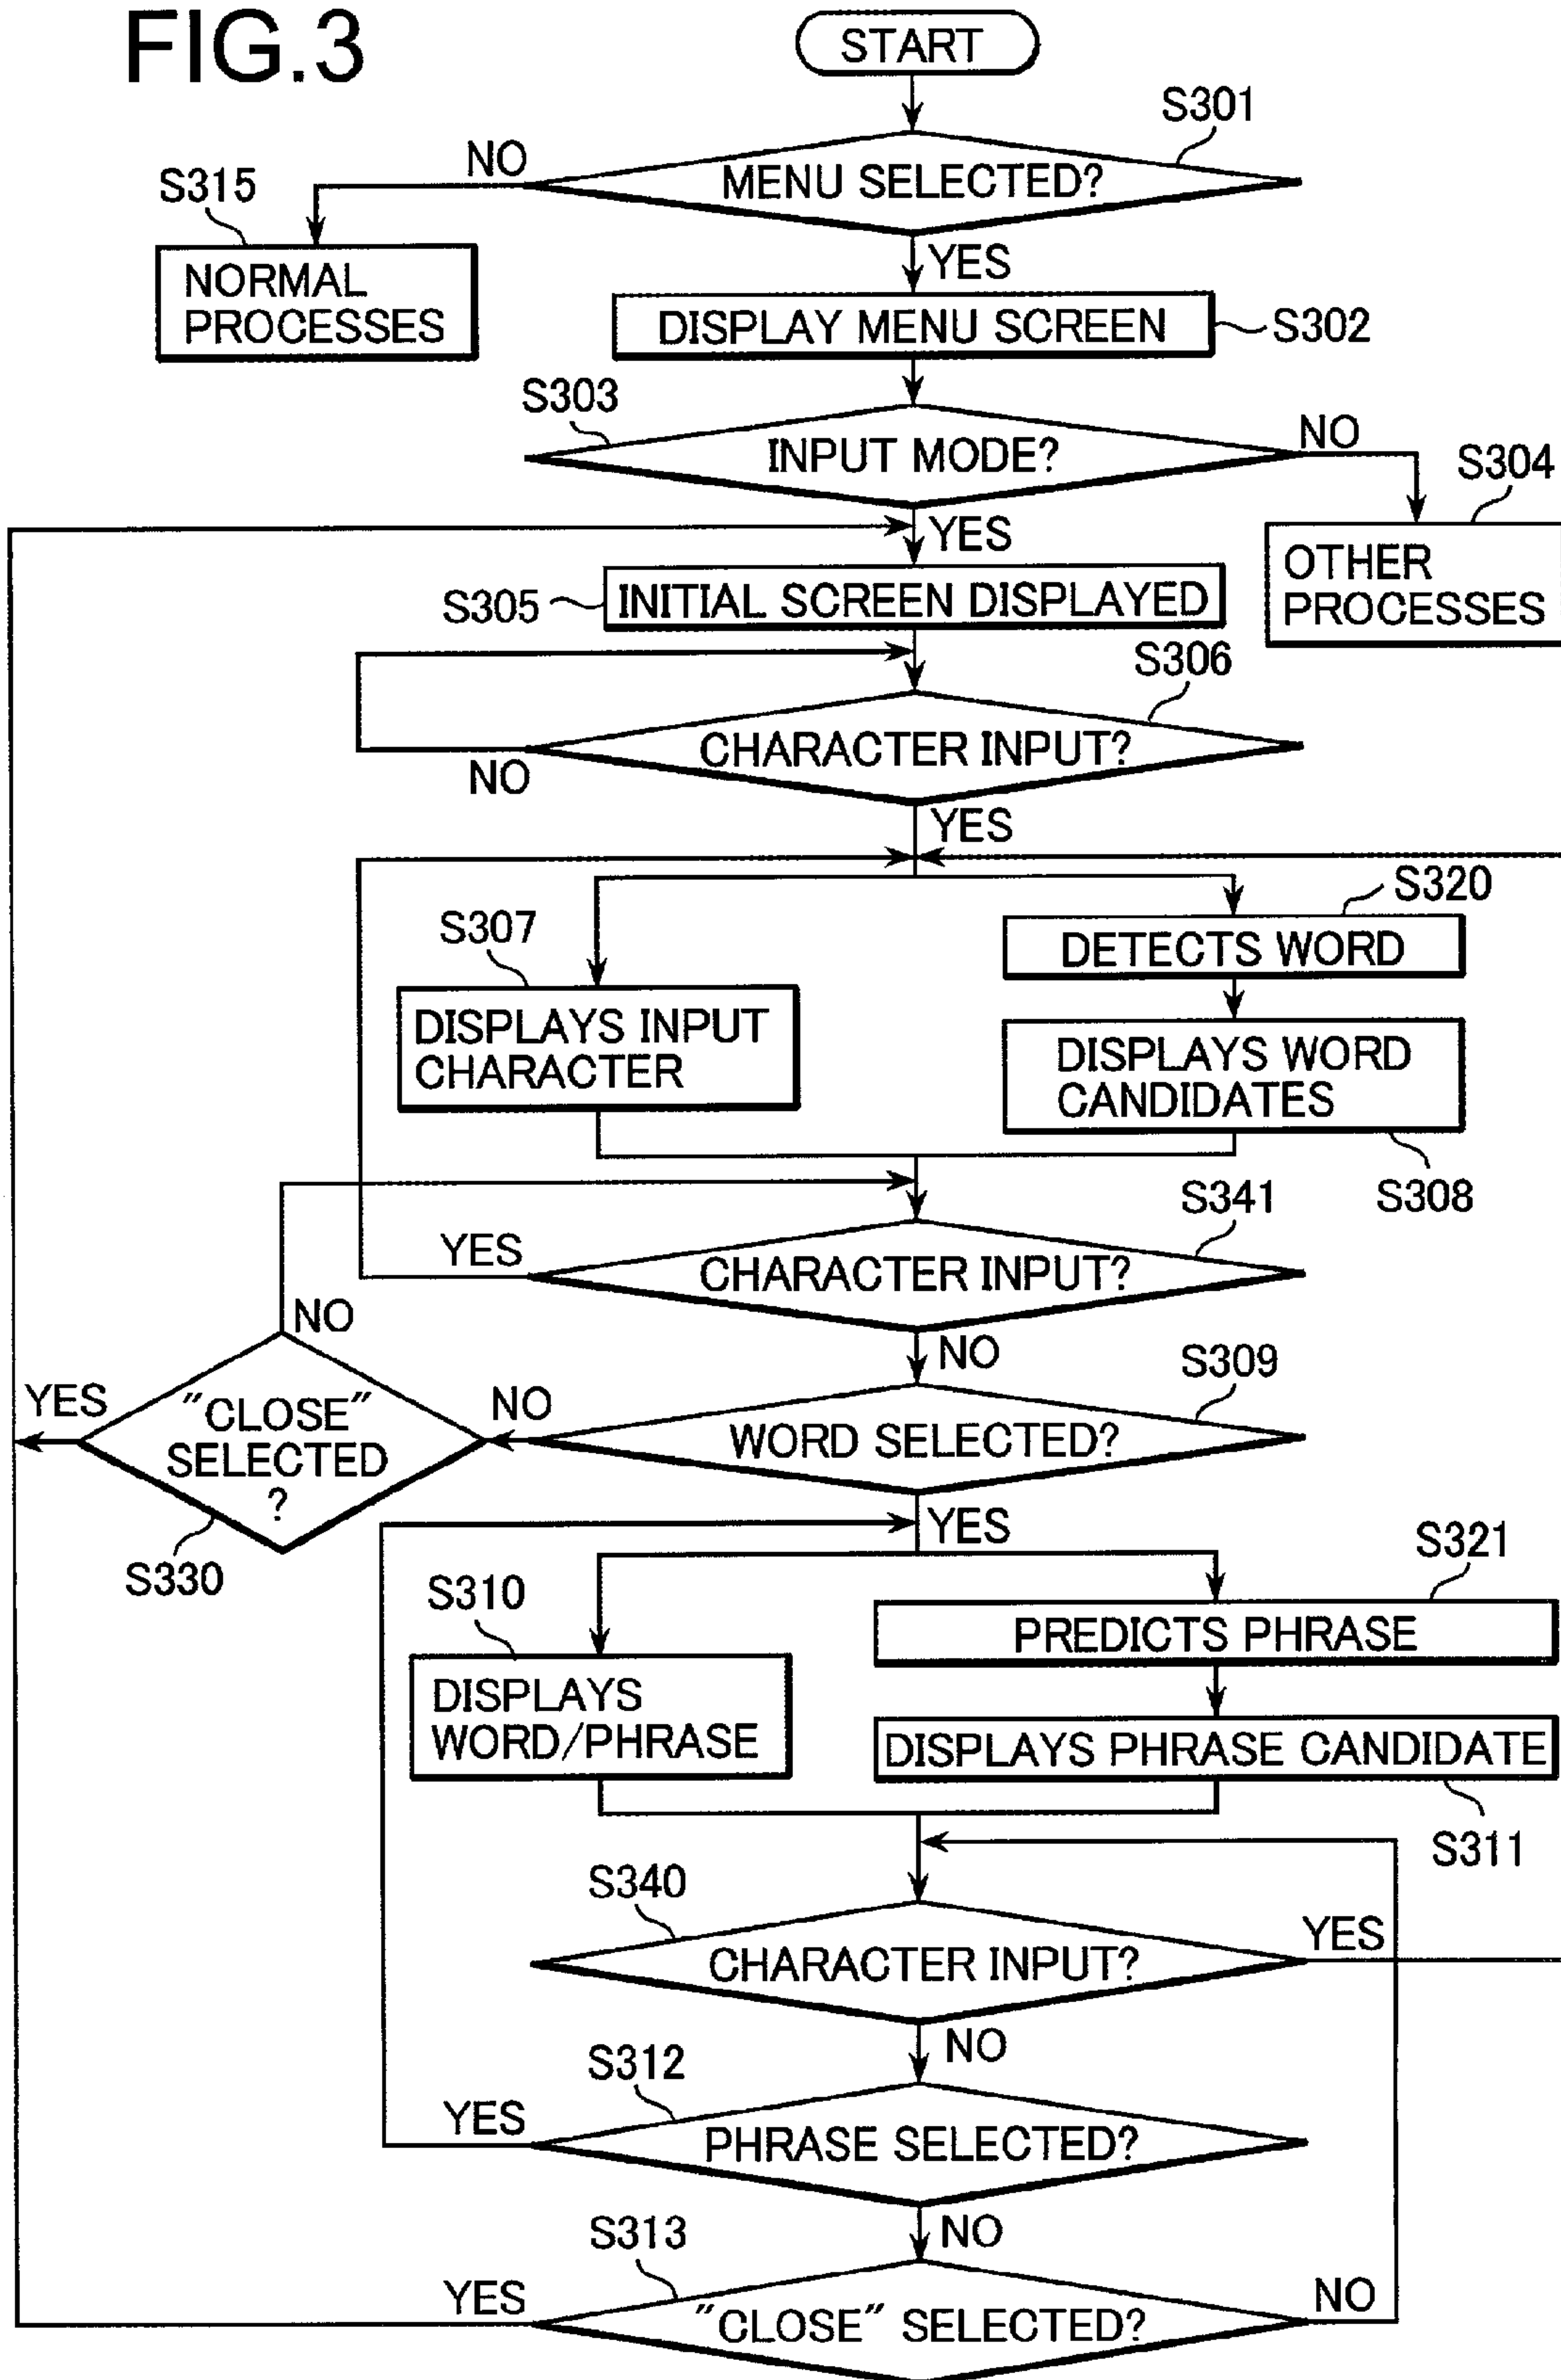 FIG.3
START
S301
NO
MENU SELECTED?
S315
YES
NORMAL
PROCESSES
DISPLAY MENU SCREEN
S302
S303
INPUT MODE?
NO
S304
YES
OTHER
PROCESSES
S305
INITIAL SCREEN DISPLAYED
S306
CHARACTER INPUT?
NO
YES
S320
S307
DETECTS WORD
DISPLAYS INPUT
CHARACTER
DISPLAYS WORD
CANDIDATES
S308
S341
YES
CHARACTER INPUT?
NO
NO
S309
YES
"CLOSE"
SELECTED
?
NO
WORD SELECTED?
S330
YES
S321
S310
PREDICTS PHRASE
DISPLAYS
WORD/PHRASE
DISPLAYS PHRASE CANDIDATE
S311
S340
CHARACTER INPUT?
YES
NO
S312
YES
PHRASE SELECTED?
NO
S313
YES
"CLOSE" SELECTED?
NO